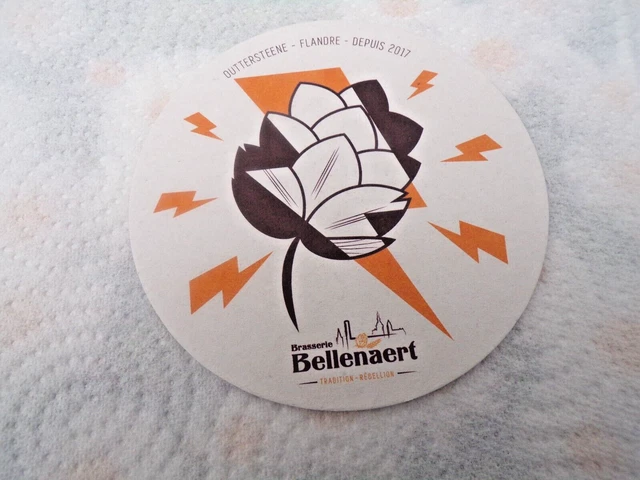 OUTTERSTEENE - FLANDRE - DEPUIS 2017
Brasserie
Bellenaert
TRADITION - RÉBELLION